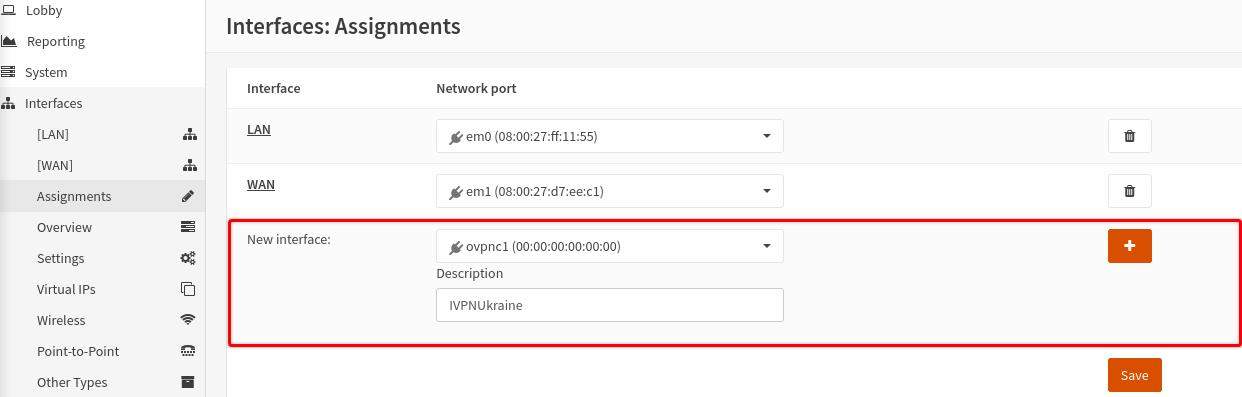 Lobby
Reporting
System
Interfaces
[LAN]
[WAN]
Assignments
Overview
Settings
Virtual IPs
Wireless
Point-to-Point
Other Types
Interfaces: Assignments
Interface Network port
LAN em0 (08:00:27:ff:11:55)
WAN em1 (08:00:27:d7:ee:c1)
New interface: ovpnc1 (00:00:00:00:00:00)
Description
IVPNUkraine
Save